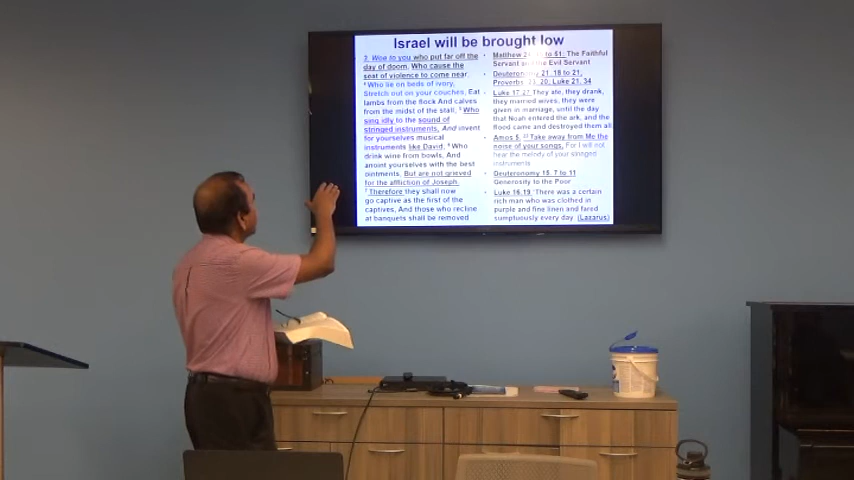 Israel will be brought low
3 Woe to you who put far off the
day of doom, Who cause the
seat of violence to come near.
4 Who lie on beds of ivory,
Stretch out on your couches, Eat
lambs from the flock And calves
from the midst of the stall, 5 Who
sing idly to the sound of
stringed instruments, And invent
for yourselves musical
instruments like David. 6 Who
drink wine from bowls, And
anoint yourselves with the best
ointments, But are not grieved
for the affliction of Joseph.
7 Therefore they shall now
go captive as the first of the
captives, And those who recline
at banquets shall be removed
• Matthew 24, to 51: The Faithful
Servant and the Evil Servant
• Deuteronomy 21, 18 to 21,
Proverbs 20, Luke 21, 34
• Luke 17 27 They ate, they drank,
they married wives, they were
given in marriage, until the day
that Noah entered the ark, and the
flood came and destroyed them all
• Amos 5, 23 Take away from Me the
noise of your songs, For I will not
hear the melody of your stringed
instruments
• Deuteronomy 15, 7 to 11
Generosity to the Poor
• Luke 16,19 'There was a certain
rich man who was clothed in
purple and fine linen and fared
sumptuously every day. (Lazarus)